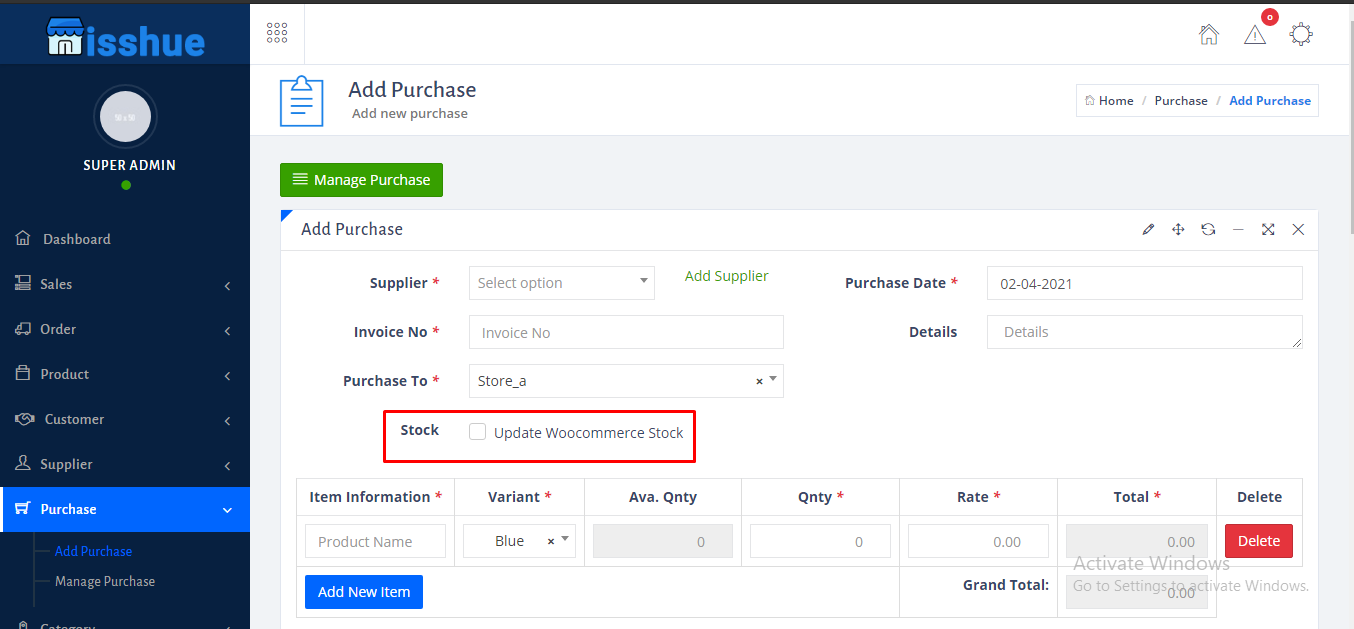 isshue
0
Add Purchase
Add new purchase
Home / Purchase / Add Purchase
SUPER ADMIN
Dashboard
Sales
Order
Product
Customer
Supplier
Purchase
Add Purchase
Manage Purchase
Category
Manage Purchase
Add Purchase
Supplier * Select option Add Supplier Purchase Date * 02-04-2021
Invoice No * Invoice No Details Details
Purchase To * Store_a × 
Stock Update Woocommerce Stock
Item Information * Variant * Ava. Qnty Qnty * Rate * Total * Delete
Product Name Blue × 0 0 0.00 0.00 Delete
Add New Item Grand Total: 0.00
Activate Windows
Go to Settings to activate Windows.